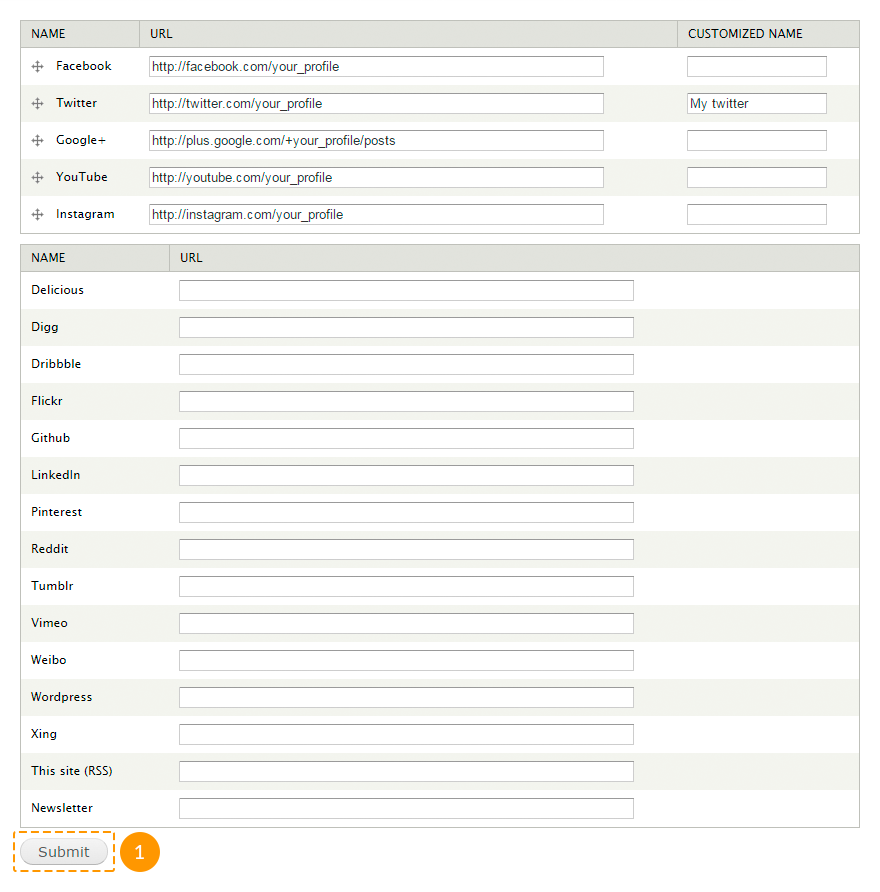 NAME URL CUSTOMIZED NAME
Facebook http://facebook.com/your_profile
Twitter http://twitter.com/your_profile My twitter
Google+ http://plus.google.com/+your_profile/posts
YouTube http://youtube.com/your_profile
Instagram http://instagram.com/your_profile
NAME URL
Delicious
Digg
Dribbble
Flickr
Github
LinkedIn
Pinterest
Reddit
Tumblr
Vimeo
Weibo
Wordpress
Xing
This site (RSS)
Newsletter
Submit 1